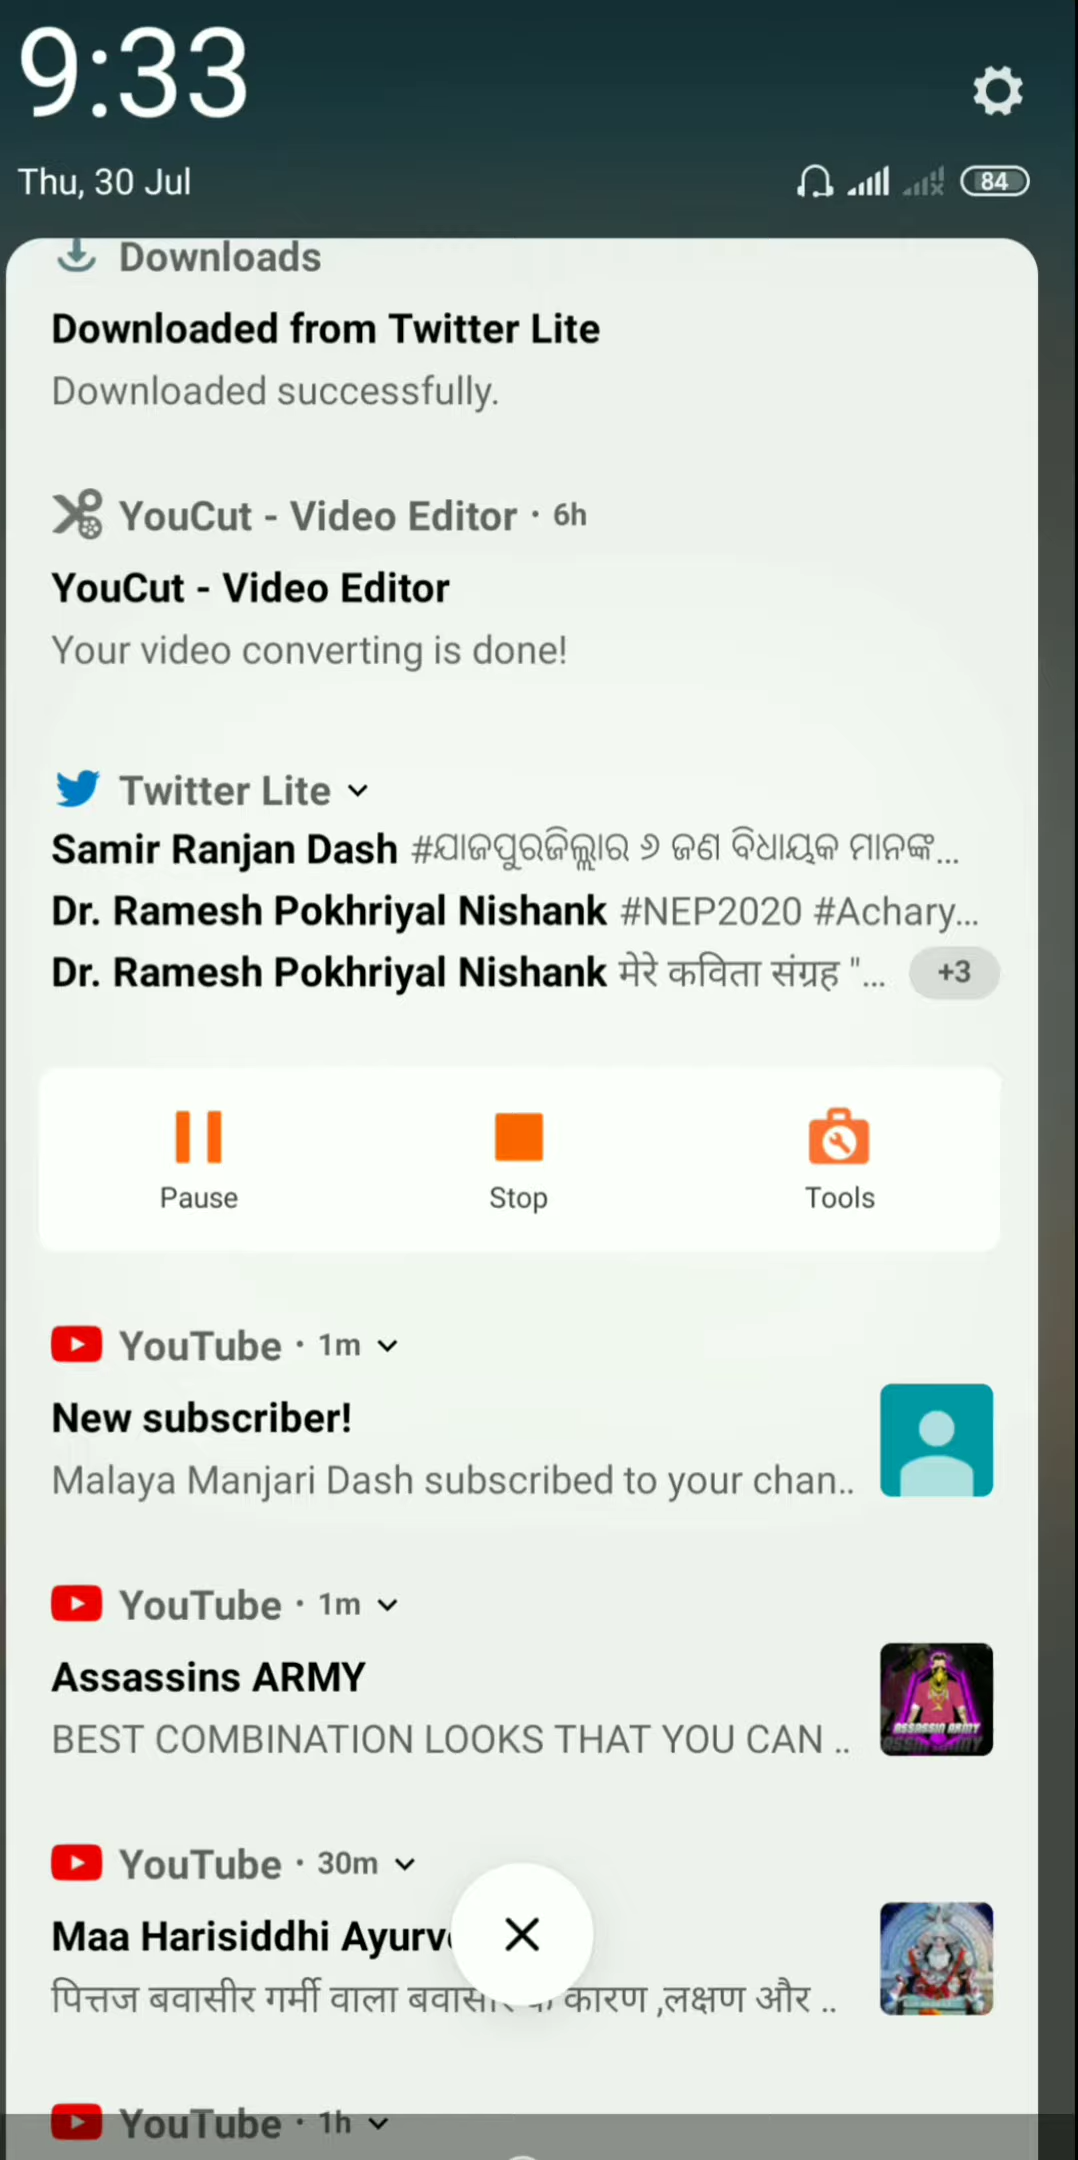 9:33
Thu, 30 Jul
84
Downloads
Downloaded from Twitter Lite
Downloaded successfully.
YouCut - Video Editor · 6h
YouCut - Video Editor
Your video converting is done!
Twitter Lite
Samir Ranjan Dash #ଯାଜପୁରଜିଲ୍ଲାର ୬ ଜଣ ବିଧାୟକ ମାନଙ୍କ...
Dr. Ramesh Pokhriyal Nishank #NEP2020 #Achary...
Dr. Ramesh Pokhriyal Nishank मेरे कविता संग्रह "... +3
Pause Stop Tools
YouTube · 1m
New subscriber!
Malaya Manjari Dash subscribed to your chan..
YouTube · 1m
Assassins ARMY
BEST COMBINATION LOOKS THAT YOU CAN ..
ASSASSIN ARMY
YouTube · 30m
Maa Harisiddhi Ayurv
पित्तज बवासीर गर्मी वाला बवासीर के कारण ,लक्षण और ..
YouTube · 1h